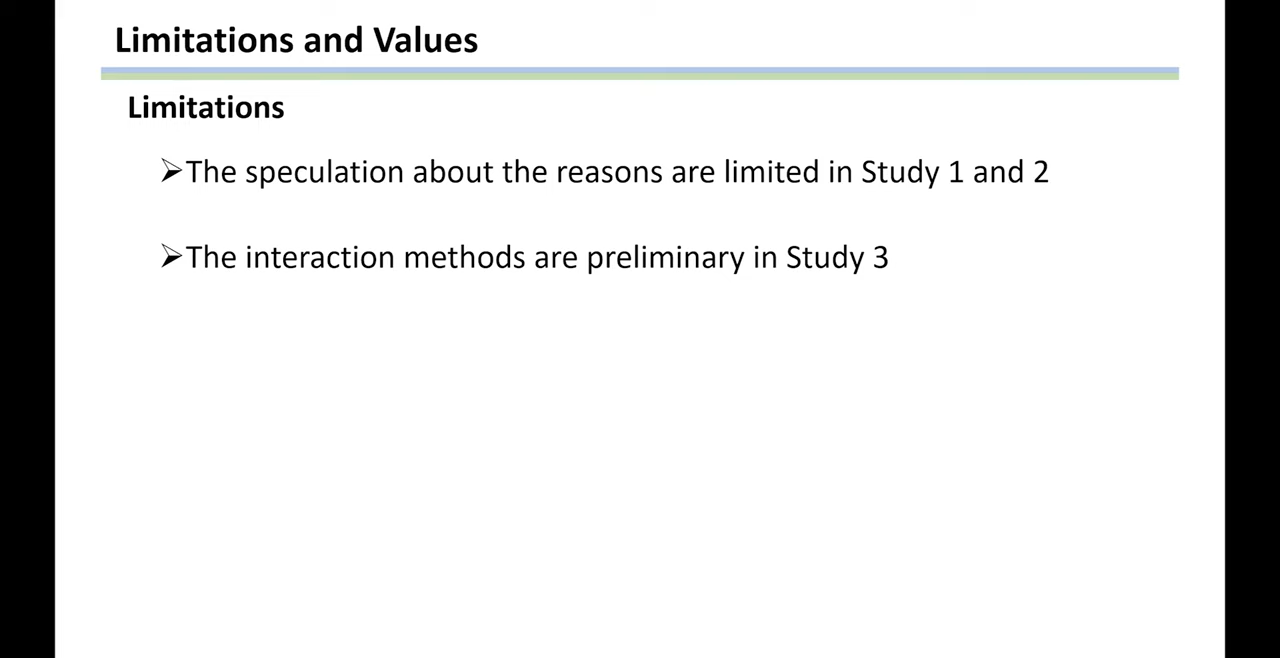 Limitations and Values
Limitations
➢The speculation about the reasons are limited in Study 1 and 2
➢The interaction methods are preliminary in Study 3